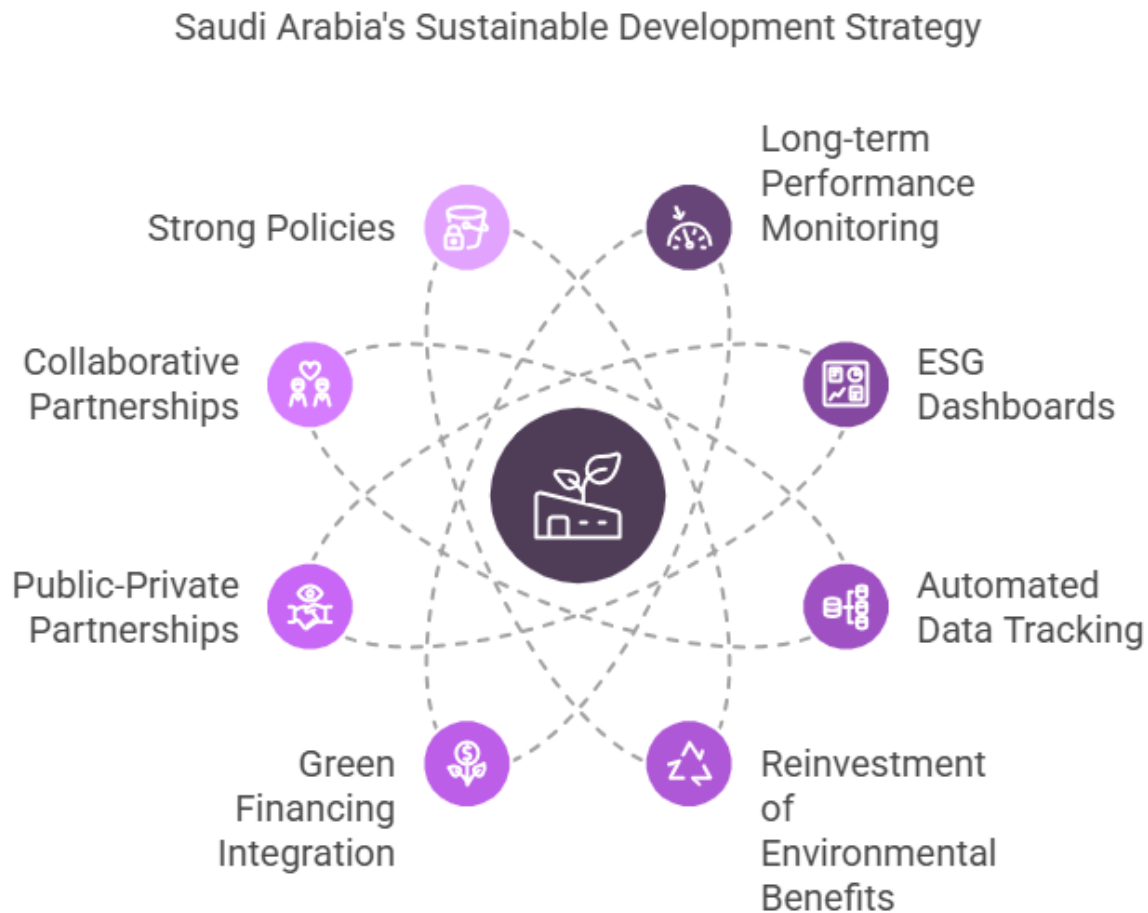 Saudi Arabia's Sustainable Development Strategy
Long-term
Performance
Monitoring
Strong Policies
Collaborative
Partnerships
ESG
Dashboards
Public-Private
Partnerships
Automated
Data Tracking
Green
Financing
Integration
Reinvestment
of
Environmental
Benefits